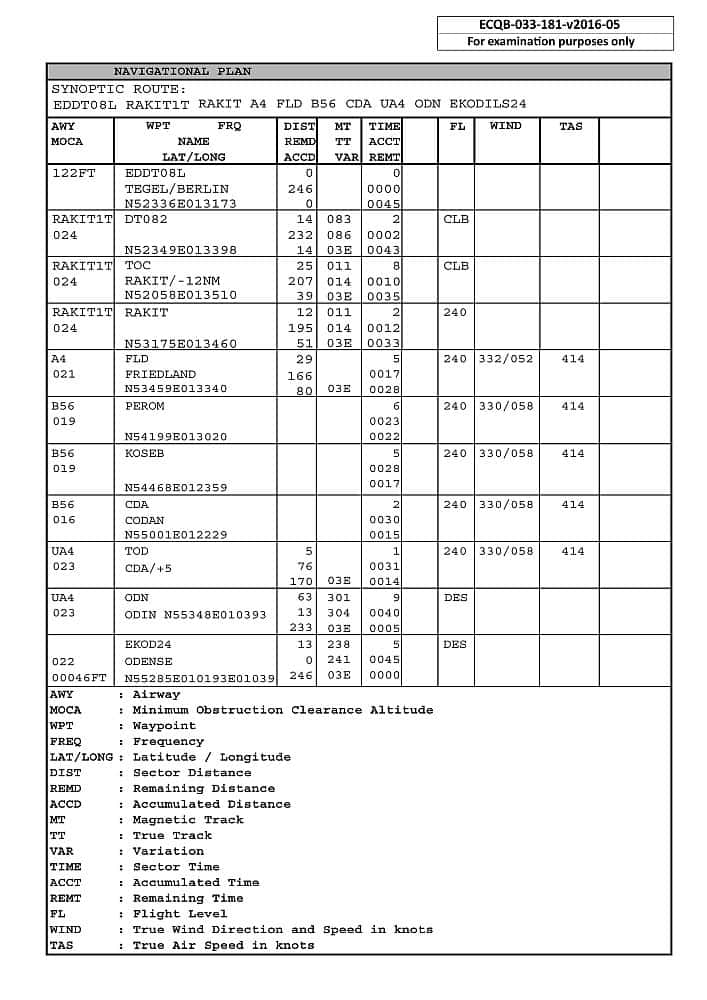 ECQB-033-181-v2016-05
For examination purposes only
NAVIGATIONAL PLAN
SYNOPTIC ROUTE:
EDDT08L RAKIT1T RAKIT A4 FLD B56 CDA UA4 ODN EKODILS24
AWY WPT FRQ DIST MT TIME FL WIND TAS
MOCA NAME REMD TT ACCT
LAT/LONG ACCD VAR REMT
122FT EDDT08L 0 0
TEGEL/BERLIN 246 0000
N52336E013173 0 0045
RAKIT1T DT082 14 083 2 CLB
024 232 086 0002
N52349E013398 14 03E 0043
RAKIT1T TOC 25 011 8 CLB
024 RAKIT/-12NM 207 014 0010
N52058E013510 39 03E 0035
RAKIT1T RAKIT 12 011 2 240
024 195 014 0012
N53175E013460 51 03E 0033
A4 FLD 29 5 240 332/052 414
021 FRIEDLAND 166 0017
N53459E013340 80 03E 0028
B56 PEROM 6 240 330/058 414
019 0023
N54199E013020 0022
B56 KOSEB 5 240 330/058 414
019 0028
N54468E012359 0017
B56 CDA 2 240 330/058 414
016 CODAN 0030
N55001E012229 0015
UA4 TOD 5 1 240 330/058 414
023 CDA/+5 76 0031
170 03E 0014
UA4 ODN 63 301 9 DES
023 ODIN N55348E010393 13 304 0040
233 03E 0005
EKOD24 13 238 5 DES
022 ODENSE 0 241 0045
00046FT N55285E010193E01039 246 03E 0000
AWY : Airway
MOCA : Minimum Obstruction Clearance Altitude
WPT : Waypoint
FREQ : Frequency
LAT/LONG : Latitude / Longitude
DIST : Sector Distance
REMD : Remaining Distance
ACCD : Accumulated Distance
MT : Magnetic Track
TT : True Track
VAR : Variation
TIME : Sector Time
ACCT : Accumulated Time
REMT : Remaining Time
FL : Flight Level
WIND : True Wind Direction and Speed in knots
TAS : True Air Speed in knots